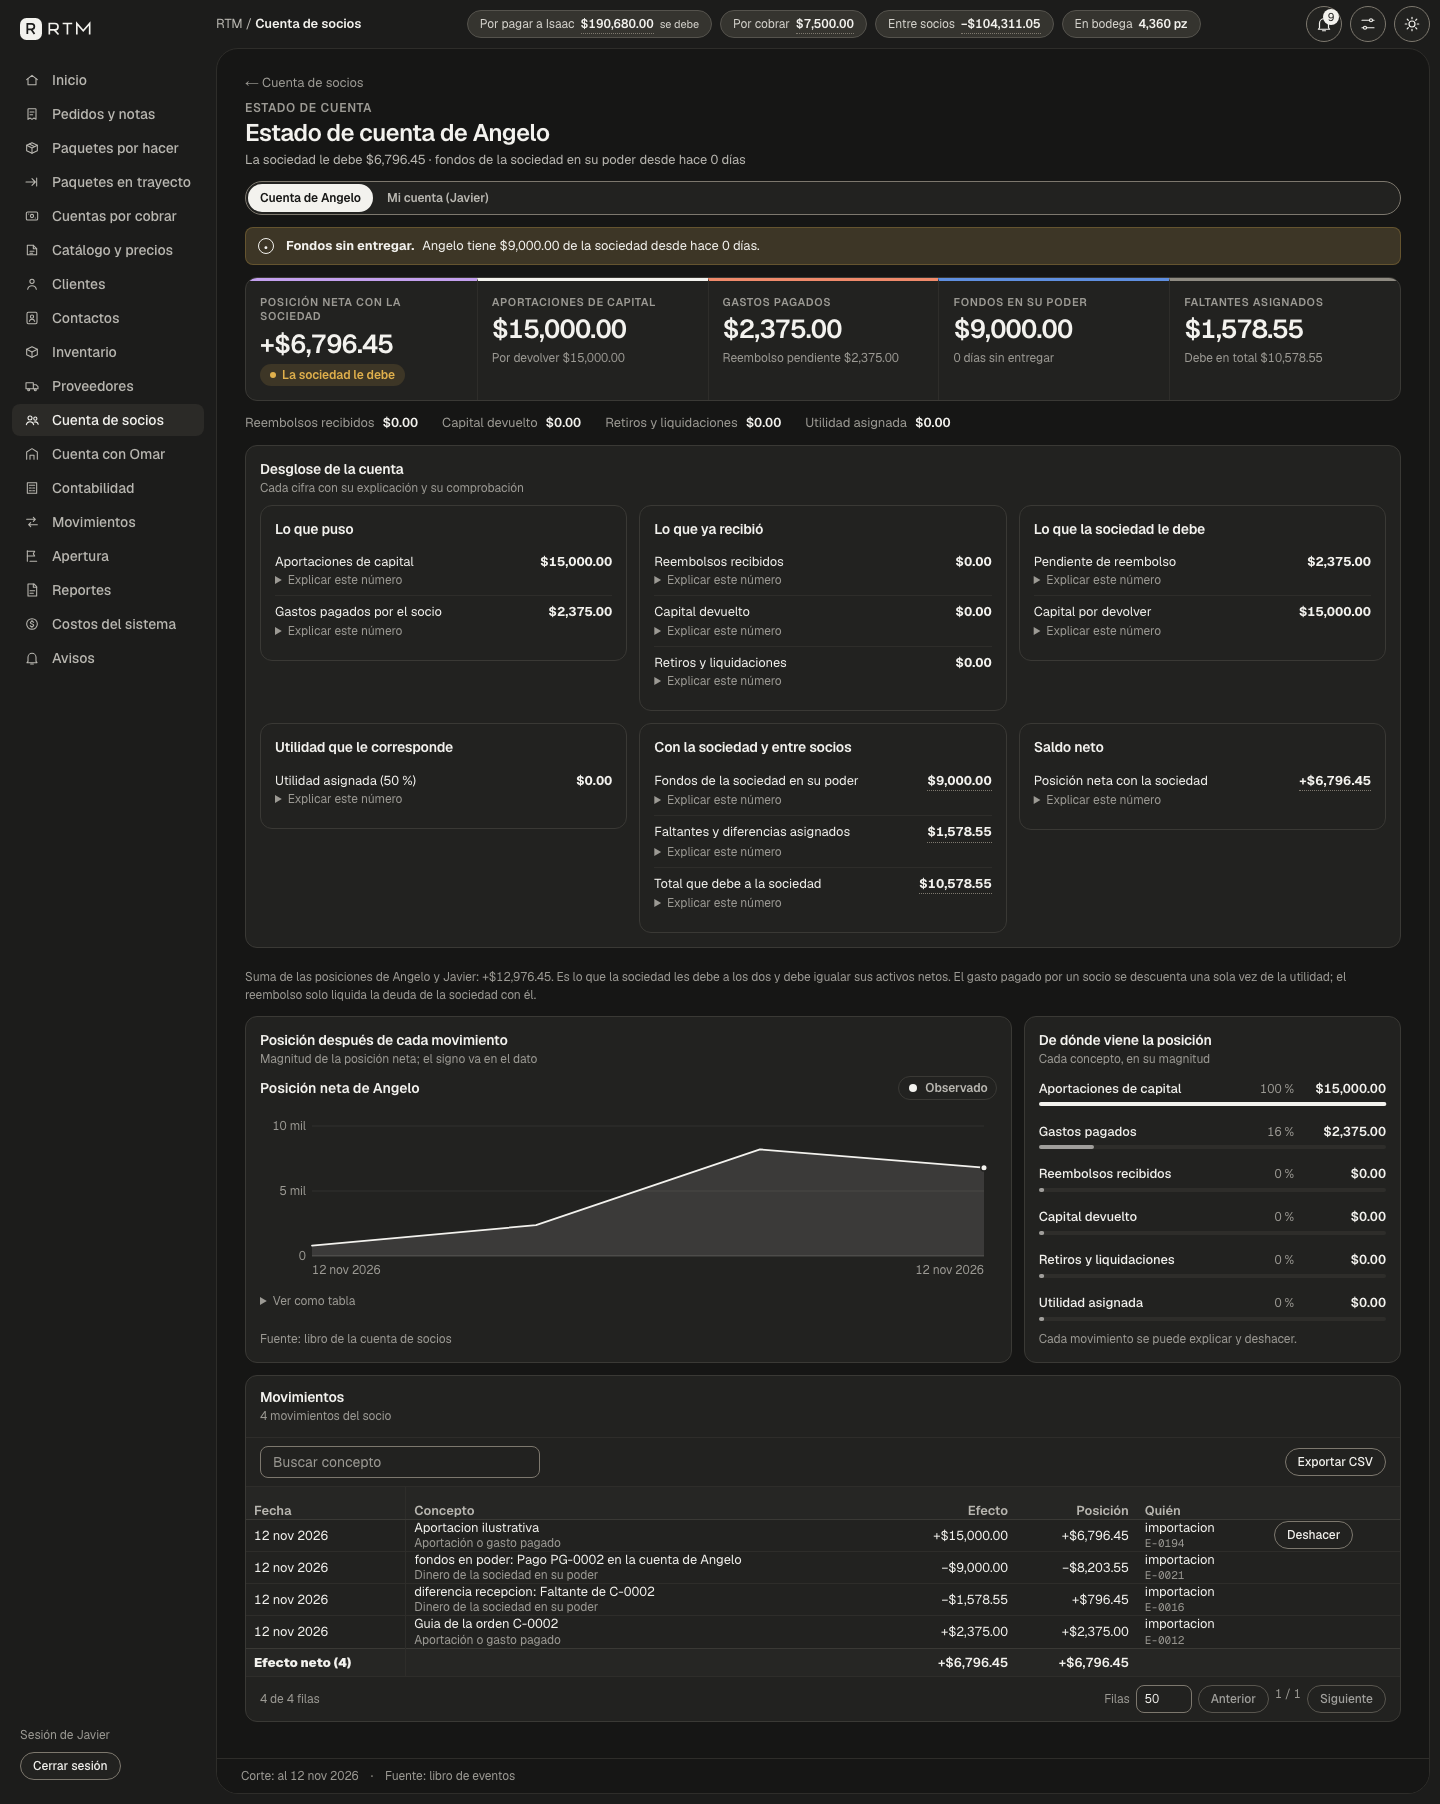 R RTM
RTM / Cuenta de socios
Por pagar a Isaac $190,680.00 se debe
Por cobrar $7,500.00
Entre socios −$104,311.05
En bodega 4,360 pz
9
Inicio
Pedidos y notas
Paquetes por hacer
Paquetes en trayecto
Cuentas por cobrar
Catálogo y precios
Clientes
Contactos
Inventario
Proveedores
Cuenta de socios
Cuenta con Omar
Contabilidad
Movimientos
Apertura
Reportes
Costos del sistema
Avisos
Sesión de Javier
Cerrar sesión
← Cuenta de socios
ESTADO DE CUENTA
Estado de cuenta de Angelo
La sociedad le debe $6,796.45 · fondos de la sociedad en su poder desde hace 0 días
Cuenta de Angelo Mi cuenta (Javier)
Fondos sin entregar. Angelo tiene $9,000.00 de la sociedad desde hace 0 días.
POSICIÓN NETA CON LA
SOCIEDAD
+$6,796.45
La sociedad le debe
APORTACIONES DE CAPITAL
$15,000.00
Por devolver $15,000.00
GASTOS PAGADOS
$2,375.00
Reembolso pendiente $2,375.00
FONDOS EN SU PODER
$9,000.00
0 días sin entregar
FALTANTES ASIGNADOS
$1,578.55
Debe en total $10,578.55
Reembolsos recibidos $0.00 Capital devuelto $0.00 Retiros y liquidaciones $0.00 Utilidad asignada $0.00
Desglose de la cuenta
Cada cifra con su explicación y su comprobación
Lo que puso
Aportaciones de capital $15,000.00
▶ Explicar este número
Gastos pagados por el socio $2,375.00
▶ Explicar este número
Lo que ya recibió
Reembolsos recibidos $0.00
▶ Explicar este número
Capital devuelto $0.00
▶ Explicar este número
Retiros y liquidaciones $0.00
▶ Explicar este número
Lo que la sociedad le debe
Pendiente de reembolso $2,375.00
▶ Explicar este número
Capital por devolver $15,000.00
▶ Explicar este número
Utilidad que le corresponde
Utilidad asignada (50 %) $0.00
▶ Explicar este número
Con la sociedad y entre socios
Fondos de la sociedad en su poder $9,000.00
▶ Explicar este número
Faltantes y diferencias asignados $1,578.55
▶ Explicar este número
Total que debe a la sociedad $10,578.55
▶ Explicar este número
Saldo neto
Posición neta con la sociedad +$6,796.45
▶ Explicar este número
Suma de las posiciones de Angelo y Javier: +$12,976.45. Es lo que la sociedad les debe a los dos y debe igualar sus activos netos. El gasto pagado por un socio se descuenta una sola vez de la utilidad; el
reembolso solo liquida la deuda de la sociedad con él.
Posición después de cada movimiento
Magnitud de la posición neta; el signo va en el dato
Posición neta de Angelo
Observado
10 mil
5 mil
0
12 nov 2026 12 nov 2026
▶ Ver como tabla
Fuente: libro de la cuenta de socios
De dónde viene la posición
Cada concepto, en su magnitud
Aportaciones de capital 100 % $15,000.00
Gastos pagados 16 % $2,375.00
Reembolsos recibidos 0 % $0.00
Capital devuelto 0 % $0.00
Retiros y liquidaciones 0 % $0.00
Utilidad asignada 0 % $0.00
Cada movimiento se puede explicar y deshacer.
Movimientos
4 movimientos del socio
Buscar concepto
Exportar CSV
Fecha Concepto Efecto Posición Quién
12 nov 2026 Aportacion ilustrativa +$15,000.00 +$6,796.45 importacion Deshacer
Aportación o gasto pagado E-0194
12 nov 2026 fondos en poder: Pago PG-0002 en la cuenta de Angelo −$9,000.00 −$8,203.55 importacion
Dinero de la sociedad en su poder E-0021
12 nov 2026 diferencia recepcion: Faltante de C-0002 −$1,578.55 +$796.45 importacion
Dinero de la sociedad en su poder E-0016
12 nov 2026 Guia de la orden C-0002 +$2,375.00 +$2,375.00 importacion
Aportación o gasto pagado E-0012
Efecto neto (4) +$6,796.45 +$6,796.45
4 de 4 filas
Filas 50 Anterior 1 / 1 Siguiente
Corte: al 12 nov 2026 · Fuente: libro de eventos